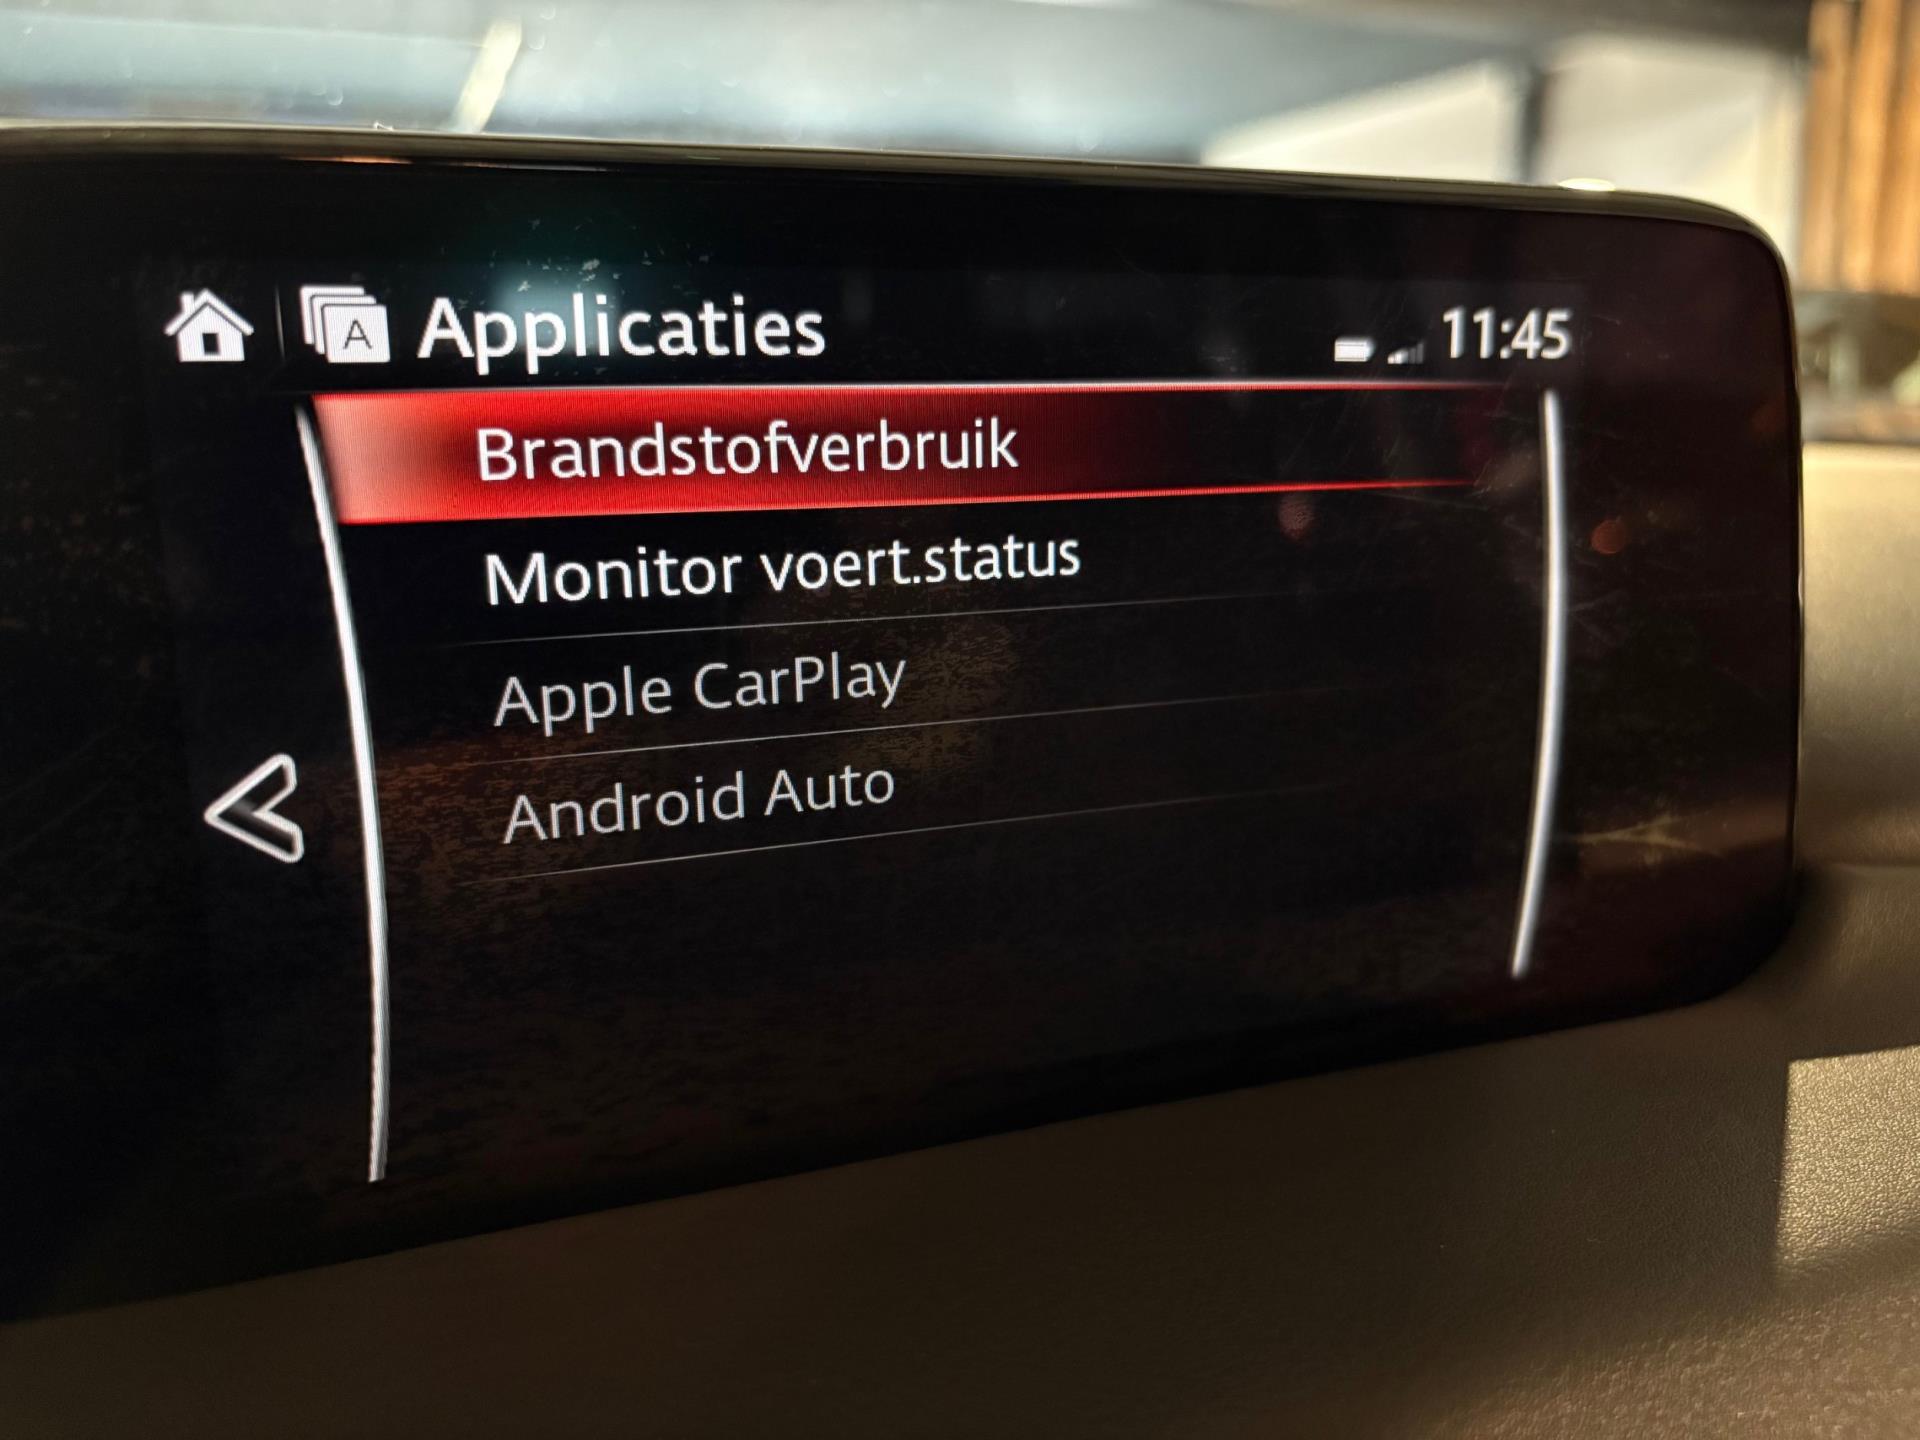 A Applicaties 11:45
Brandstofverbruik
Monitor voert.status
Apple CarPlay
Android Auto